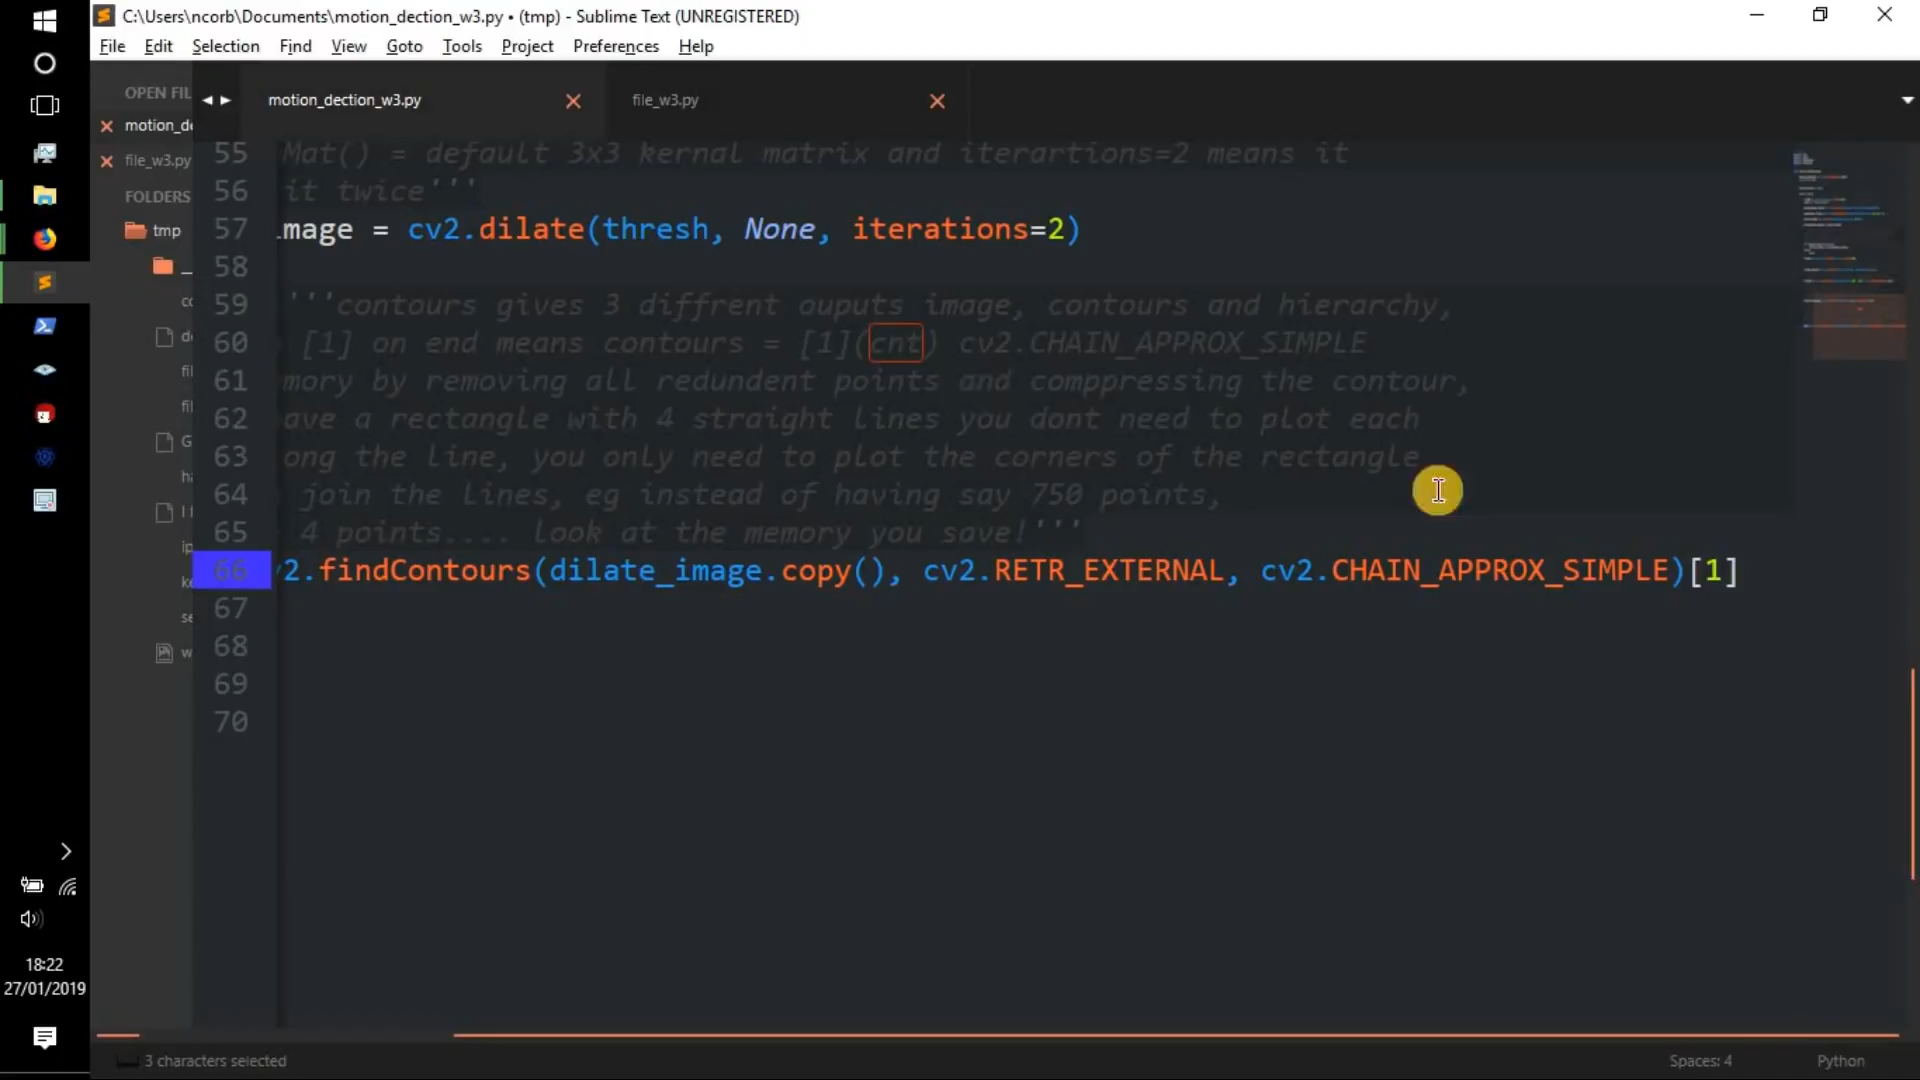 C:\Users\ncorb\Documents\motion_dection_w3.py • (tmp) - Sublime Text (UNREGISTERED)
File Edit Selection Find View Goto Tools Project Preferences Help
OPEN FIL
motion_de
file_w3.py
FOLDERS
tmp
motion_dection_w3.py
file_w3.py
55 Mat() = default 3x3 kernal matrix and iterartions=2 means it
56 it twice'''
57 image = cv2.dilate(thresh, None, iterations=2)
58
59 '''contours gives 3 diffrent ouputs image, contours and hierarchy,
60 [1] on end means contours = [1](cnt) cv2.CHAIN_APPROX_SIMPLE
61 mory by removing all redundent points and comppressing the contour,
62 ave a rectangle with 4 straight lines you dont need to plot each
63 ong the line, you only need to plot the corners of the rectangle
64 join the lines, eg instead of having say 750 points,
65 4 points.... look at the memory you save!'''
66 v2.findContours(dilate_image.copy(), cv2.RETR_EXTERNAL, cv2.CHAIN_APPROX_SIMPLE)[1]
67
68
69
70
18:22
27/01/2019
3 characters selected
Spaces: 4
Python